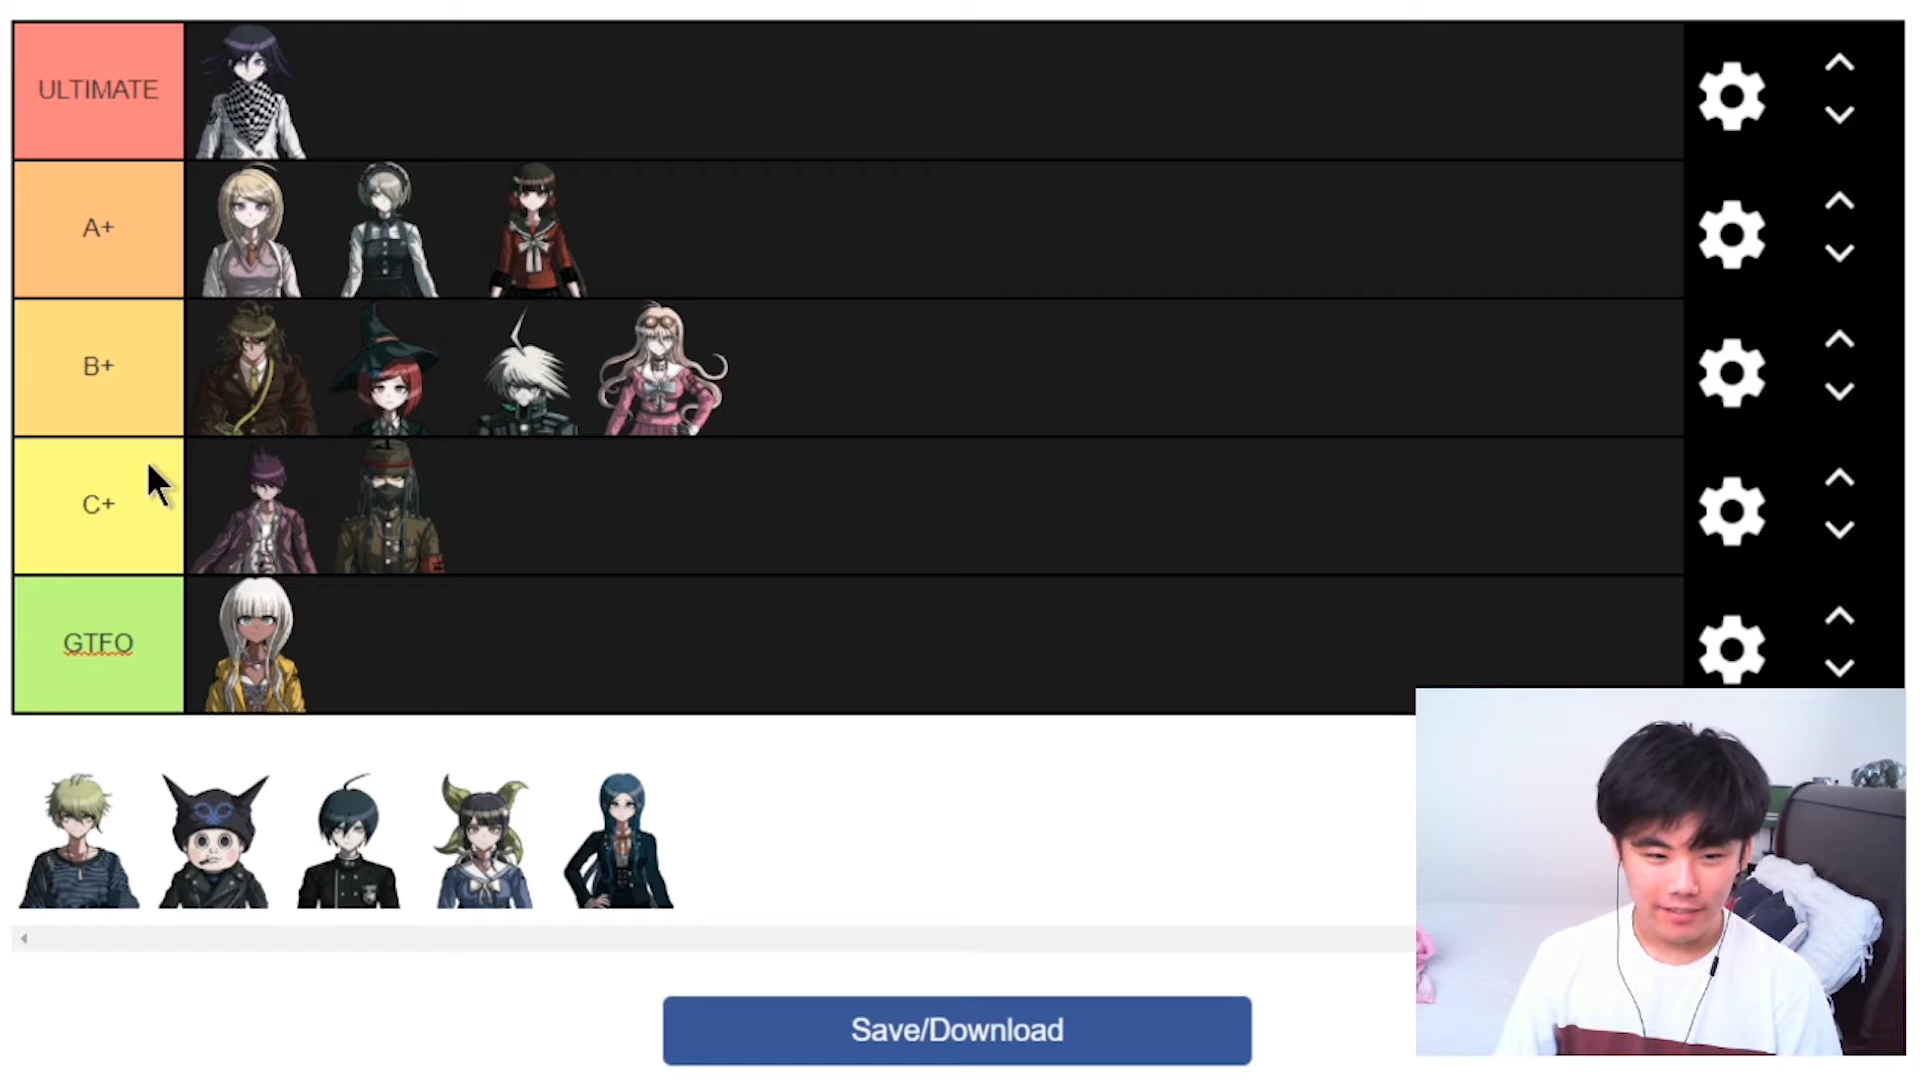 ULTIMATE
A+
B+
C+
GTFO
Save/Download